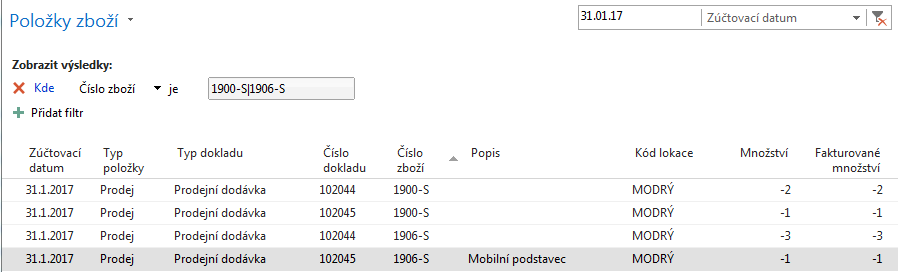 Položky zboží
31.01.17 Zúčtovací datum
Zobrazit výsledky:
Kde Číslo zboží je 1900-S|1906-S
Přidat filtr
Zúčtovací datum Typ položky Typ dokladu Číslo dokladu Číslo zboží Popis Kód lokace Množství Fakturované množství
31.1.2017 Prodej Prodejní dodávka 102044 1900-S MODRÝ -2 -2
31.1.2017 Prodej Prodejní dodávka 102045 1900-S MODRÝ -1 -1
31.1.2017 Prodej Prodejní dodávka 102044 1906-S MODRÝ -3 -3
31.1.2017 Prodej Prodejní dodávka 102045 1906-S Mobilní podstavec MODRÝ -1 -1